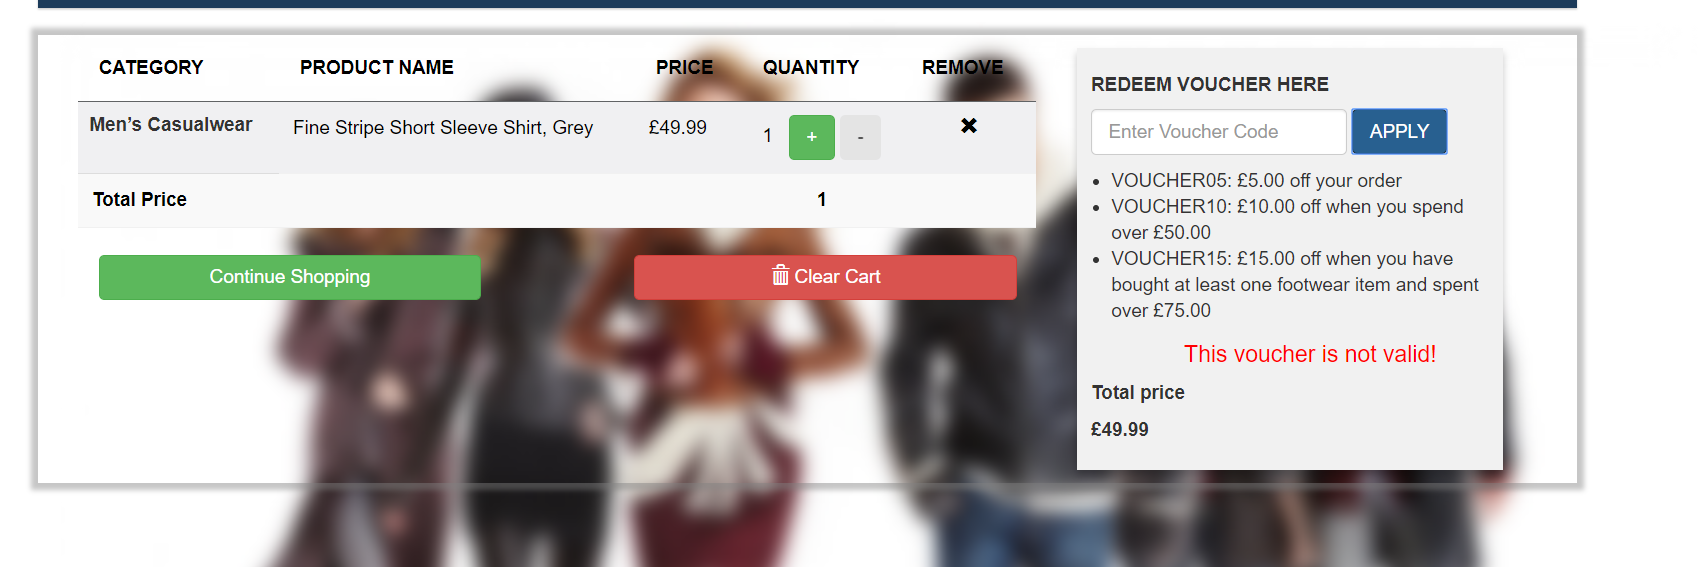 CATEGORY PRODUCT NAME PRICE QUANTITY REMOVE
Men’s Casualwear Fine Stripe Short Sleeve Shirt, Grey £49.99 1 + - ✖
Total Price 1
Continue Shopping Clear Cart
REDEEM VOUCHER HERE
Enter Voucher Code APPLY
• VOUCHER05: £5.00 off your order
• VOUCHER10: £10.00 off when you spend
over £50.00
• VOUCHER15: £15.00 off when you have
bought at least one footwear item and spent
over £75.00
This voucher is not valid!
Total price
£49.99